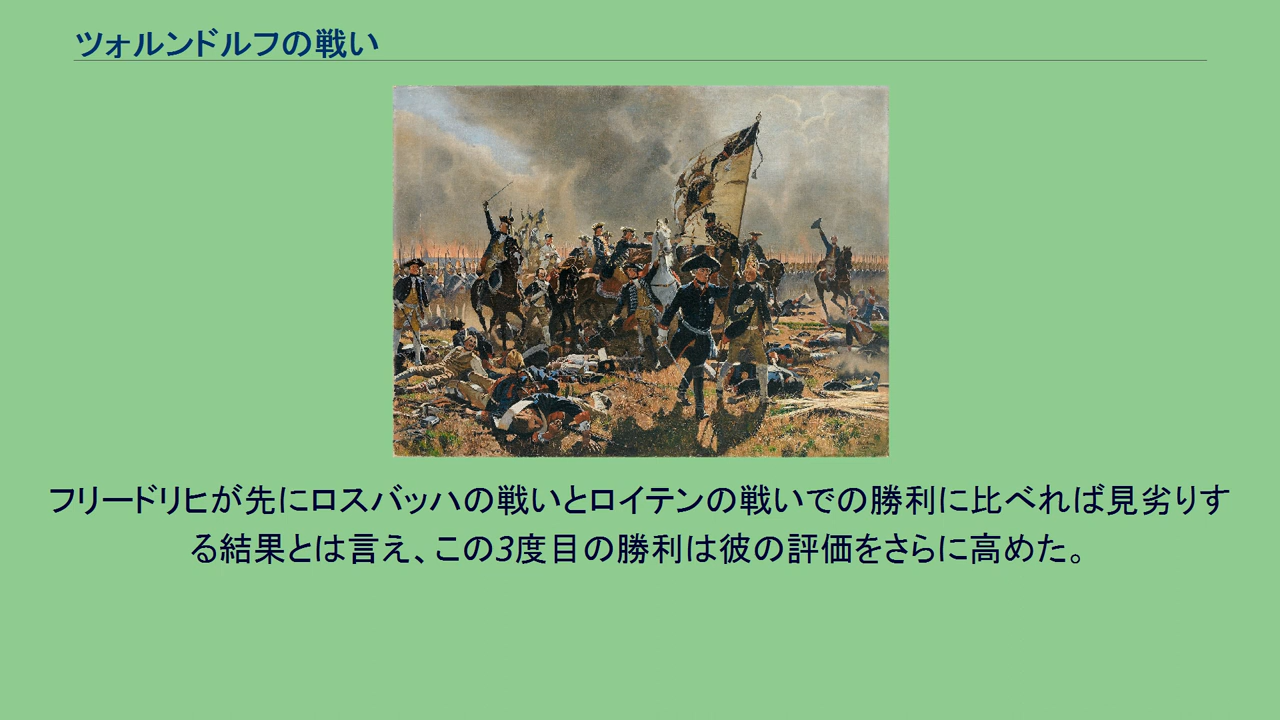 ツォルンドルフの戦い
フリードリヒが先にロスバッハの戦いとロイテンの戦いでの勝利に比べれば見劣りす
る結果とは言え、この3度目の勝利は彼の評価をさらに高めた。